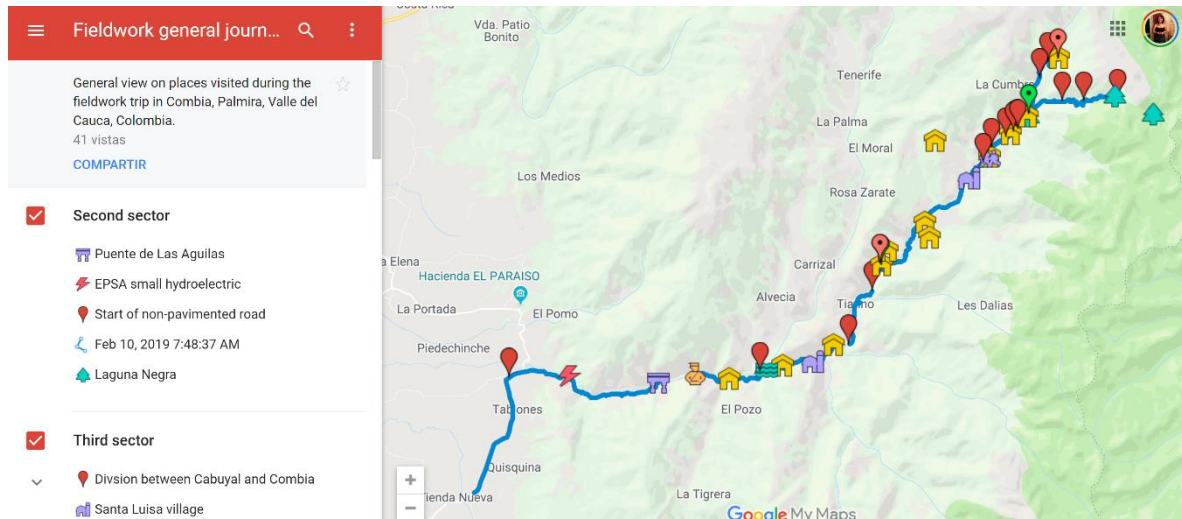 Fieldwork general journ...
General view on places visited during the
fieldwork trip in Combia, Palmira, Valle del
Cauca, Colombia.
41 vistas
COMPARTIR
Second sector
Puente de Las Aguilas
EPSA small hydroelectric
Start of non-pavimented road
Feb 10, 2019 7:48:37 AM
Laguna Negra
Third sector
Divsion between Cabuyal and Combia
Santa Luisa village
Vda. Patio
Bonito
Tenerife
La Cumbre
La Palma
El Moral
Los Medios
Rosa Zarate
a Elena
Hacienda EL PARAISO
Carrizal
La Portada
El Pomo
Alvecia
Les Dalias
Piedechinche
Tablones
El Pozo
Quisquina
Tienda Nueva
La Tigrera
Google My Maps